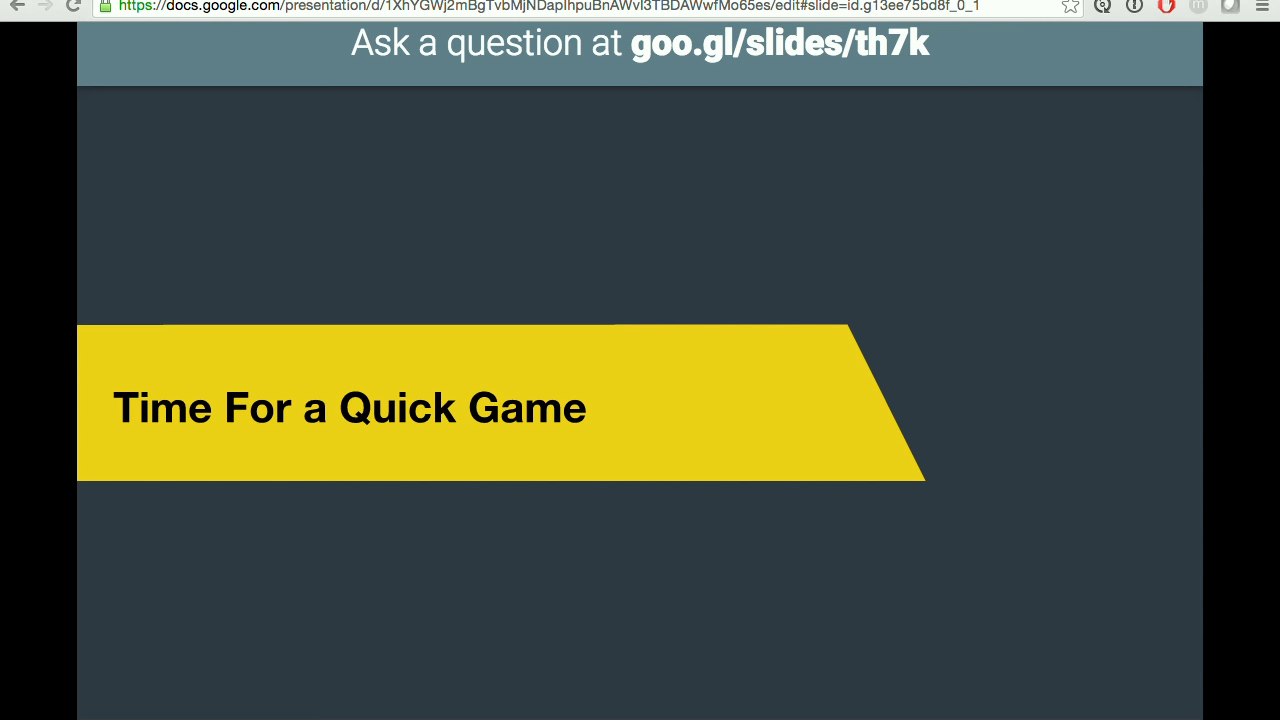 https://docs.google.com/presentation/d/1XhYGWj2mBgTvbMjNDapIhpuBnAWvl3TBDAWwfMo65es/edit#slide=id.g13ee75bd8f_0_1
Ask a question at goo.gl/slides/th7k
Time For a Quick Game